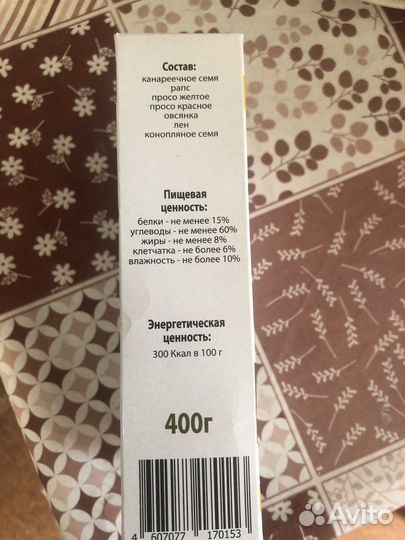 Состав:
канареечное семя
рапс
просо желтое
просо красное
овсянка
лен
конопляное семя
Пищевая
ценность:
белки - не менее 15%
углеводы - не менее 60%
жиры - не менее 8%
клетчатка - не более 6%
влажность - не более 10%
Энергетическая
ценность:
300 Ккал в 100 г
400г
4 607077 170153
Avito